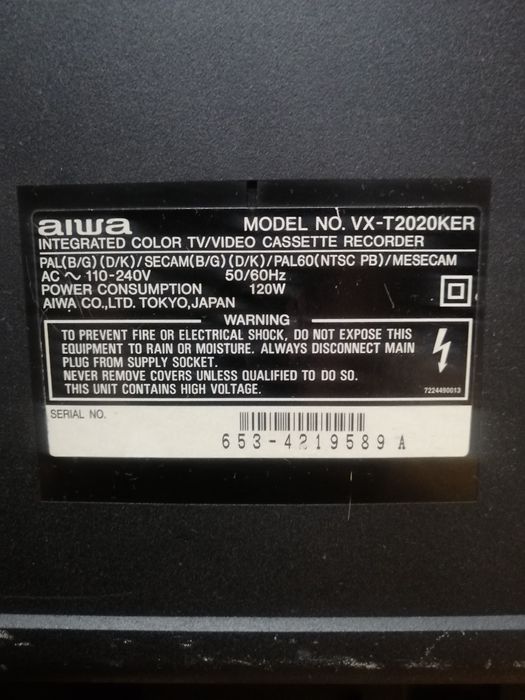 aiwa MODEL NO. VX-T2020KER
INTEGRATED COLOR TV/VIDEO CASSETTE RECORDER
PAL(B/G) (D/K)/SECAM(B/G) (D/K)/PAL60(NTSC PB)/MESECAM
AC ～ 110-240V 50/60Hz
POWER CONSUMPTION 120W
AIWA CO.,LTD. TOKYO,JAPAN
WARNING
TO PREVENT FIRE OR ELECTRICAL SHOCK, DO NOT EXPOSE THIS
EQUIPMENT TO RAIN OR MOISTURE. ALWAYS DISCONNECT MAIN
PLUG FROM SUPPLY SOCKET.
NEVER REMOVE COVERS UNLESS QUALIFIED TO DO SO.
THIS UNIT CONTAINS HIGH VOLTAGE.
7224490013
SERIAL NO.
653-4219589 A